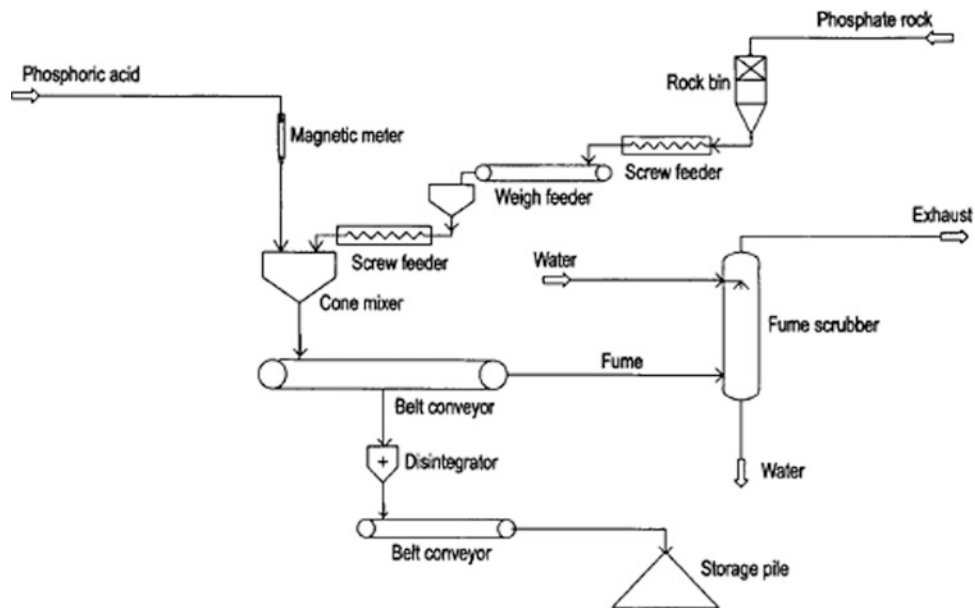 Phosphate rock
Phosphoric acid
Rock bin
Magnetic meter
Screw feeder
Weigh feeder
Exhaust
Screw feeder
Water
Cone mixer
Fume scrubber
Fume
Belt conveyor
Disintegrator
Water
Belt conveyor
Storage pile